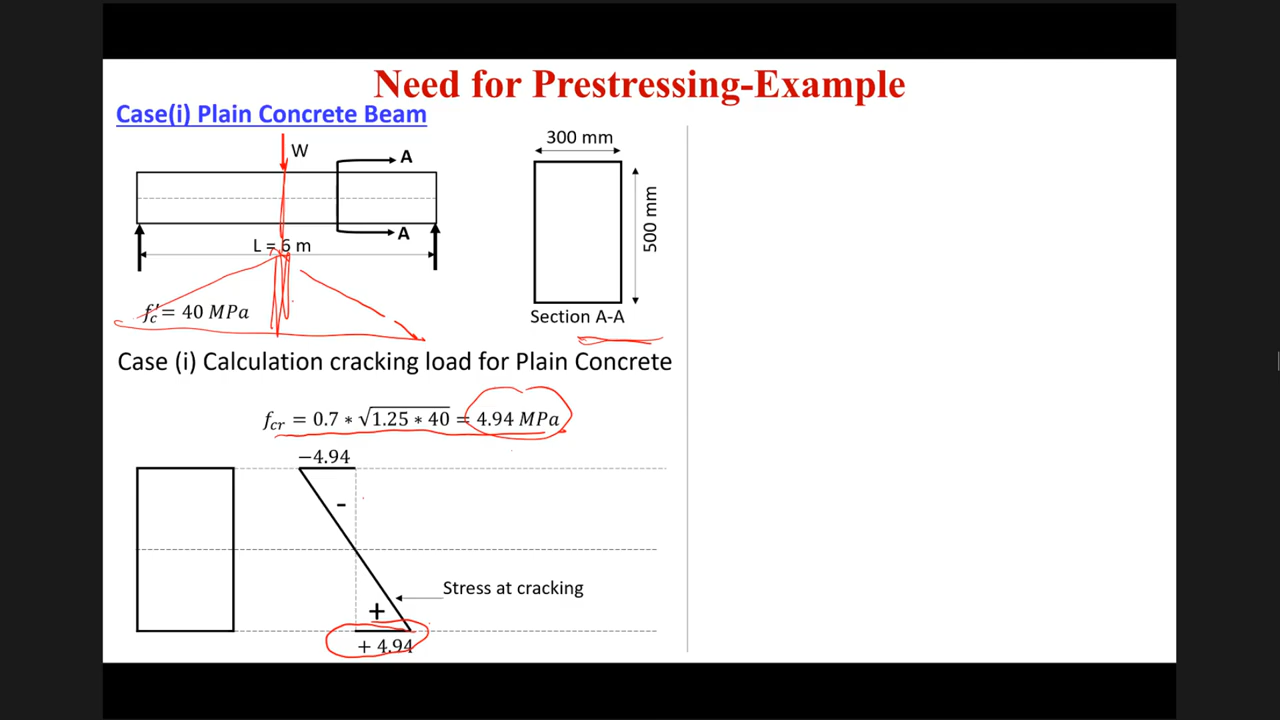 Need for Prestressing-Example
Case(i) Plain Concrete Beam
W
A
A
L = 6 m
f'c = 40 MPa
300 mm
500 mm
Section A-A
Case (i) Calculation cracking load for Plain Concrete
fcr = 0.7 * √1.25 * 40 = 4.94 MPa
−4.94
-
Stress at cracking
+
+ 4.94